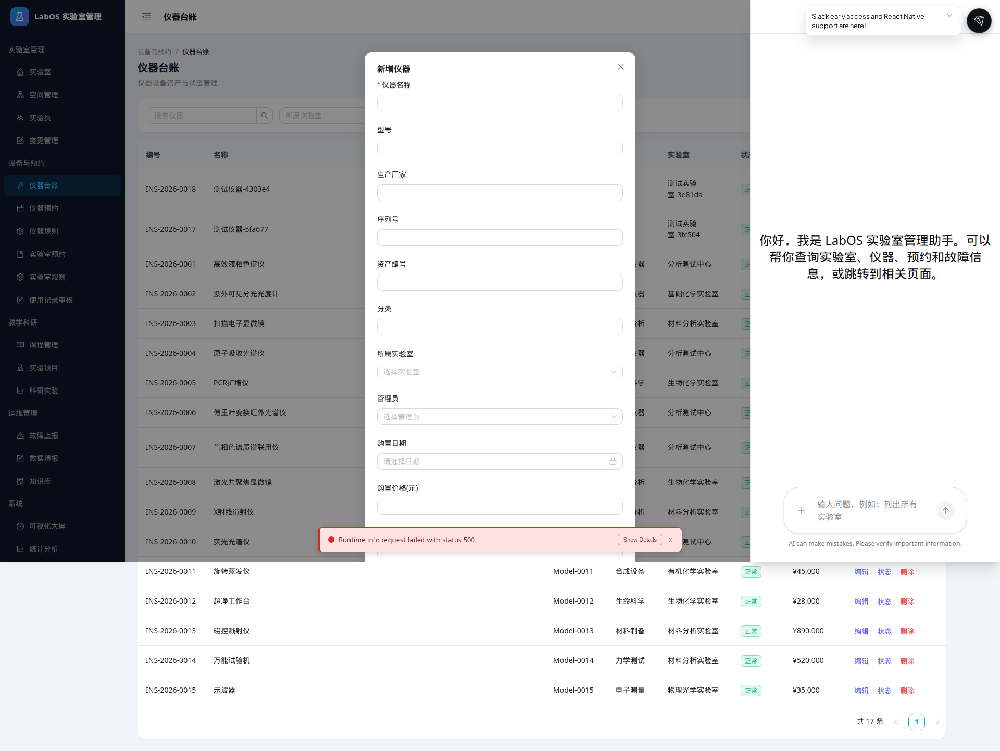 LabOS 实验室管理
实验室管理
实验室
空间管理
实验员
变更管理
设备与预约
仪器台账
仪器预约
仪器规则
实验室预约
实验室规则
使用记录审核
教学科研
课程管理
实验项目
科研实验
运维管理
故障上报
数据填报
知识库
系统
可视化大屏
统计分析
仪器台账
设备与预约 / 仪器台账
仪器台账
仪器设备资产与状态管理
搜索仪器
所属实验室
编号 名称 实验室
INS-2026-0018 测试仪器-4303e4 测试实验
室-3e81da
INS-2026-0017 测试仪器-5fa677 测试实验
室-3fc504
INS-2026-0001 高效液相色谱仪 器 分析测试中心
INS-2026-0002 紫外可见分光光度计 器 基础化学实验室
INS-2026-0003 扫描电子显微镜 析 材料分析实验室
INS-2026-0004 原子吸收光谱仪 器 分析测试中心
INS-2026-0005 PCR扩增仪 学 生物化学实验室
INS-2026-0006 傅里叶变换红外光谱仪 器 分析测试中心
INS-2026-0007 气相色谱质谱联用仪 器 分析测试中心
INS-2026-0008 激光共聚焦显微镜 析 生物化学实验室
INS-2026-0009 X射线衍射仪 析 材料分析实验室
INS-2026-0010 荧光光谱仪 测试中心
INS-2026-0011 旋转蒸发仪 Model-0011 合成设备 有机化学实验室 正常 ¥45,000 编辑 状态 删除
INS-2026-0012 超净工作台 Model-0012 生命科学 生物化学实验室 正常 ¥28,000 编辑 状态 删除
INS-2026-0013 磁控溅射仪 Model-0013 材料制备 材料分析实验室 正常 ¥890,000 编辑 状态 删除
INS-2026-0014 万能试验机 Model-0014 力学测试 材料分析实验室 正常 ¥520,000 编辑 状态 删除
INS-2026-0015 示波器 Model-0015 电子测量 物理光学实验室 正常 ¥35,000 编辑 状态 删除
共 17 条 1
新增仪器
* 仪器名称
型号
生产厂家
序列号
资产编号
分类
所属实验室
选择实验室
管理员
选择管理员
购置日期
请选择日期
购置价格(元)
Runtime info request failed with status 500 Show Details X
Slack early access and React Native
support are here!
你好，我是 LabOS 实验室管理助手。可以
帮你查询实验室、仪器、预约和故障信
息，或跳转到相关页面。
输入问题，例如：列出所有
实验室
AI can make mistakes. Please verify important information.